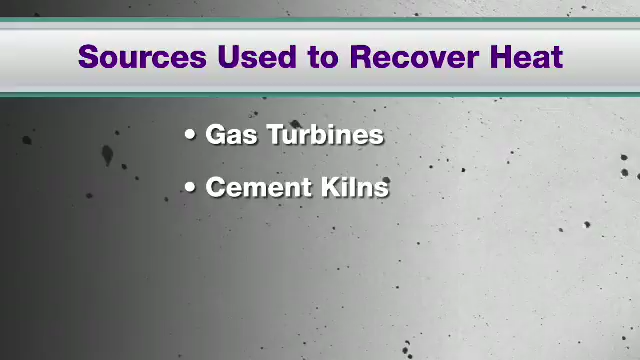 Sources Used to Recover Heat
• Gas Turbines
• Cement Kilns